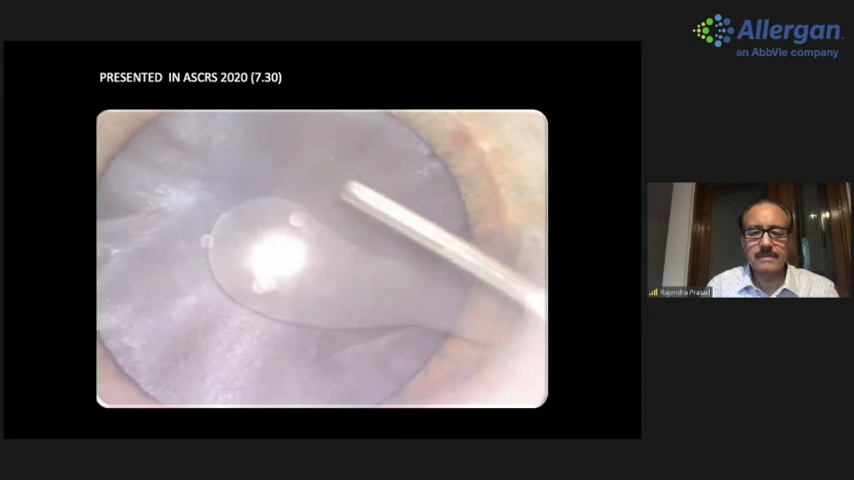 Allergan
an AbbVie company
PRESENTED IN ASCRS 2020 (7.30)
Rajendra Prasad